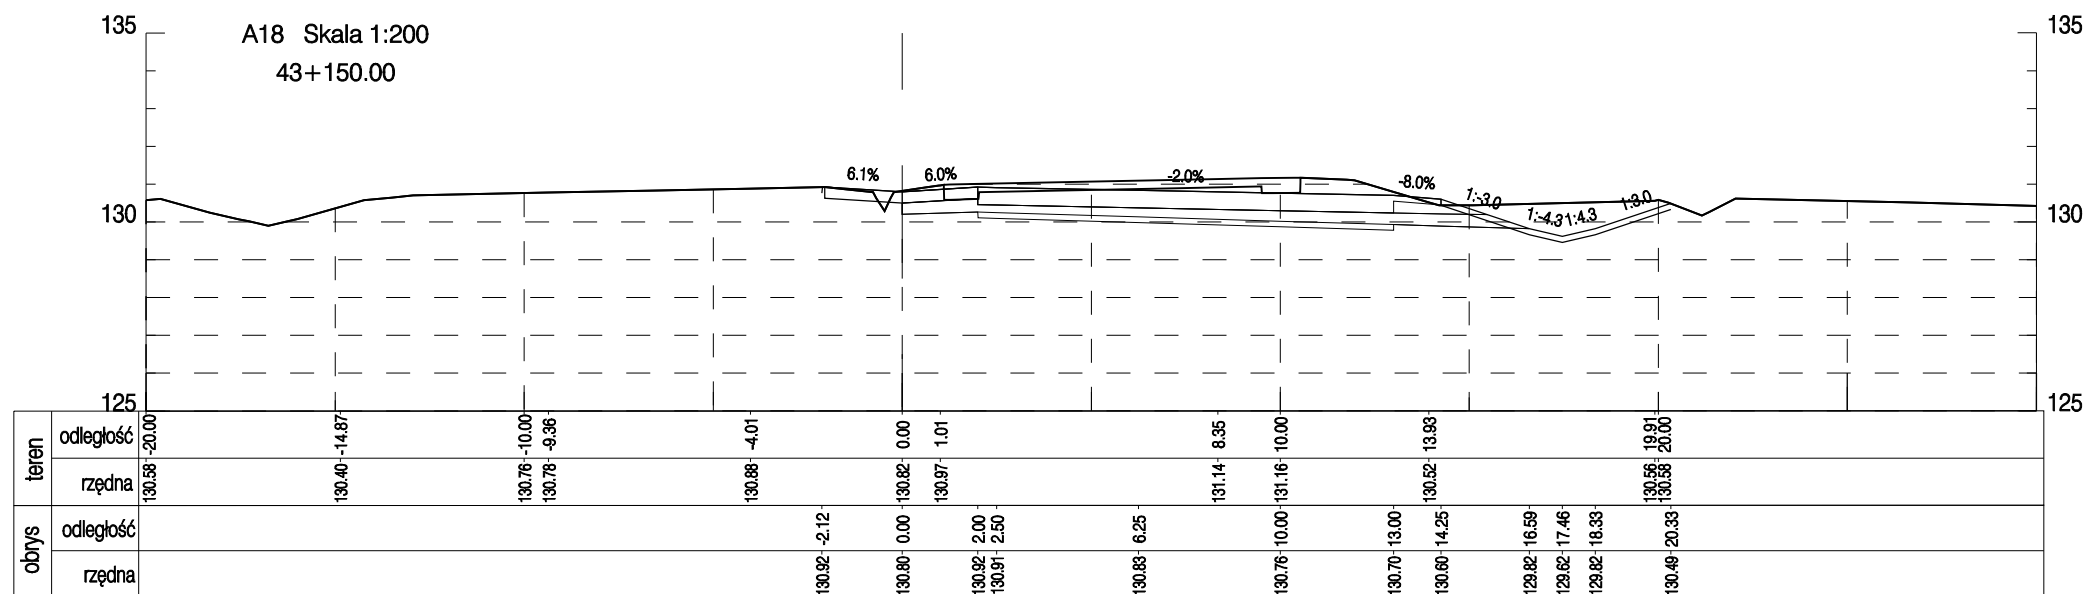 135 135
A18 Skala 1:200
43+150.00
6.1% 6.0% -2.0% -8.0% 1:-3.0 1:-4.3 1:4.3 1:3.0
130 130
125 125
teren
odległość -20.00 -14.87 -10.00 -9.36 -4.01 0.00 1.01 8.35 10.00 13.93 19.91 20.00
rzędna 130.58 130.40 130.76 130.78 130.88 130.82 130.97 131.14 131.16 130.52 130.56 130.58
obrys
odległość -2.12 0.00 2.00 2.50 6.25 10.00 13.00 14.25 16.59 17.46 18.33 20.33
rzędna 130.92 130.80 130.92 130.91 130.83 130.76 130.70 130.60 129.82 129.62 129.82 130.49